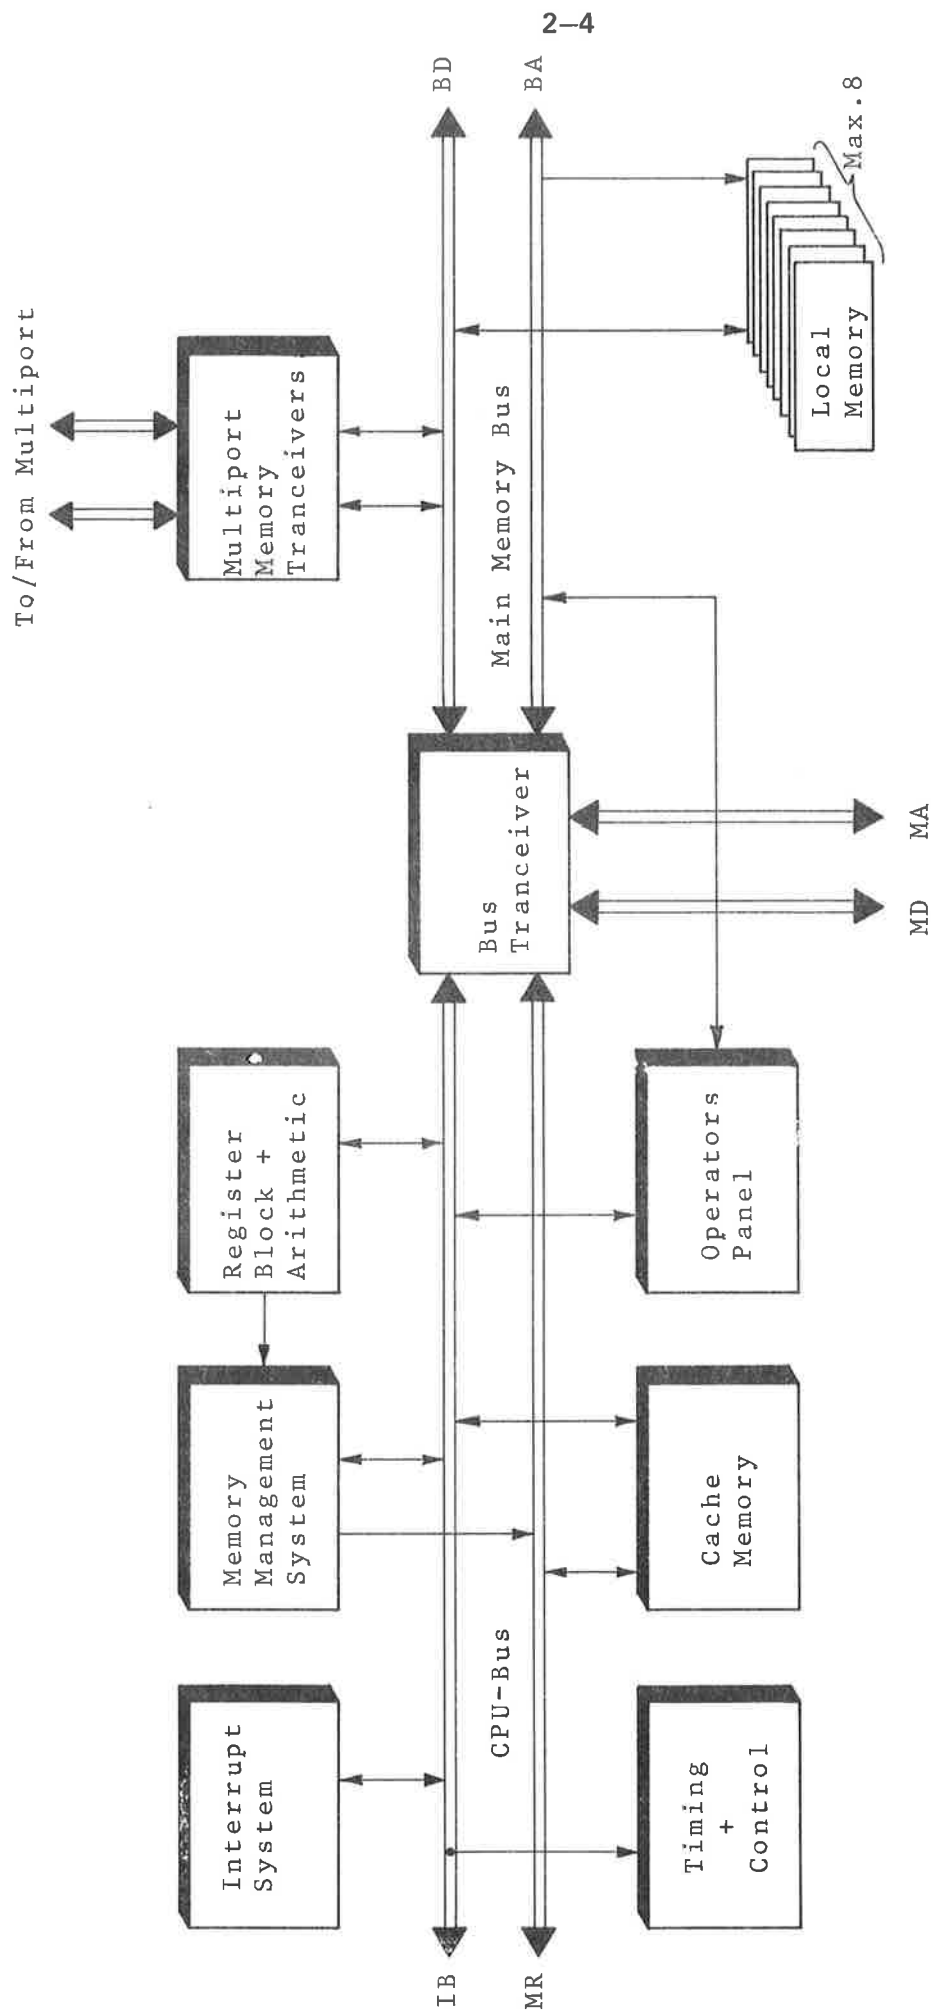 2—4
To/From Multiport
Multiport
Memory
Tranceivers
BD
BA
Main Memory Bus
Max.8
Local
Memory
Bus
Tranceiver
MD
MA
Register
Block +
Arithmetic
Operators
Panel
Memory
Management
System
Cache
Memory
Interrupt
System
CPU-Bus
Timing
+
Control
IB
MR